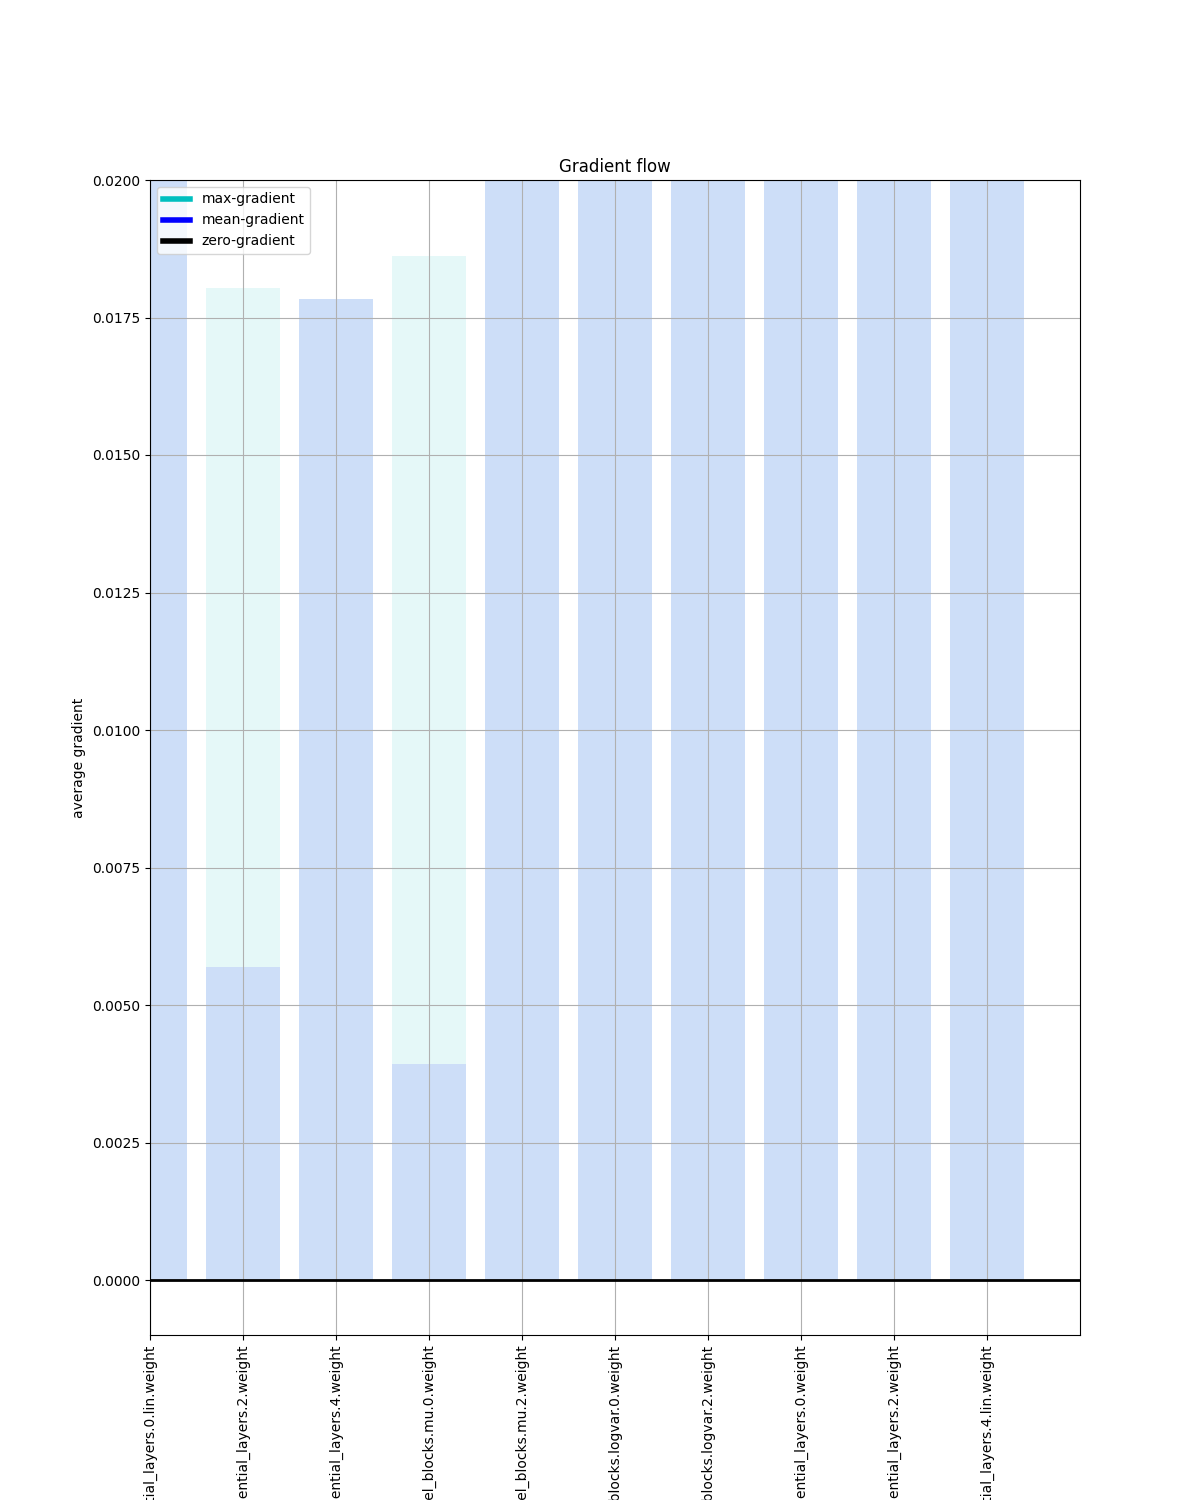 Gradient flow
max-gradient
mean-gradient
zero-gradient
0.0200
0.0175
0.0150
0.0125
0.0100
0.0075
0.0050
0.0025
0.0000
average gradient
tial_layers.0.lin.weight
ential_layers.2.weight
ential_layers.4.weight
el_blocks.mu.0.weight
el_blocks.mu.2.weight
blocks.logvar.0.weight
blocks.logvar.2.weight
ential_layers.0.weight
ential_layers.2.weight
tial_layers.4.lin.weight